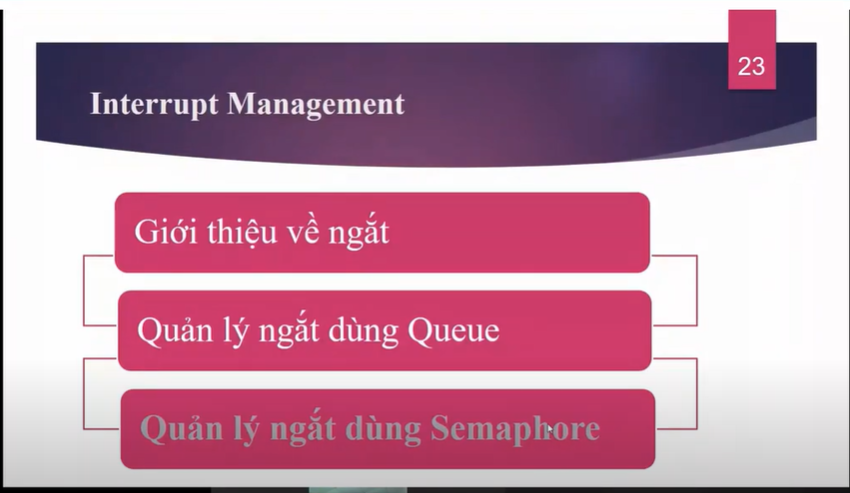 23
Interrupt Management
Giới thiệu về ngắt
Quản lý ngắt dùng Queue
Quản lý ngắt dùng Semaphore